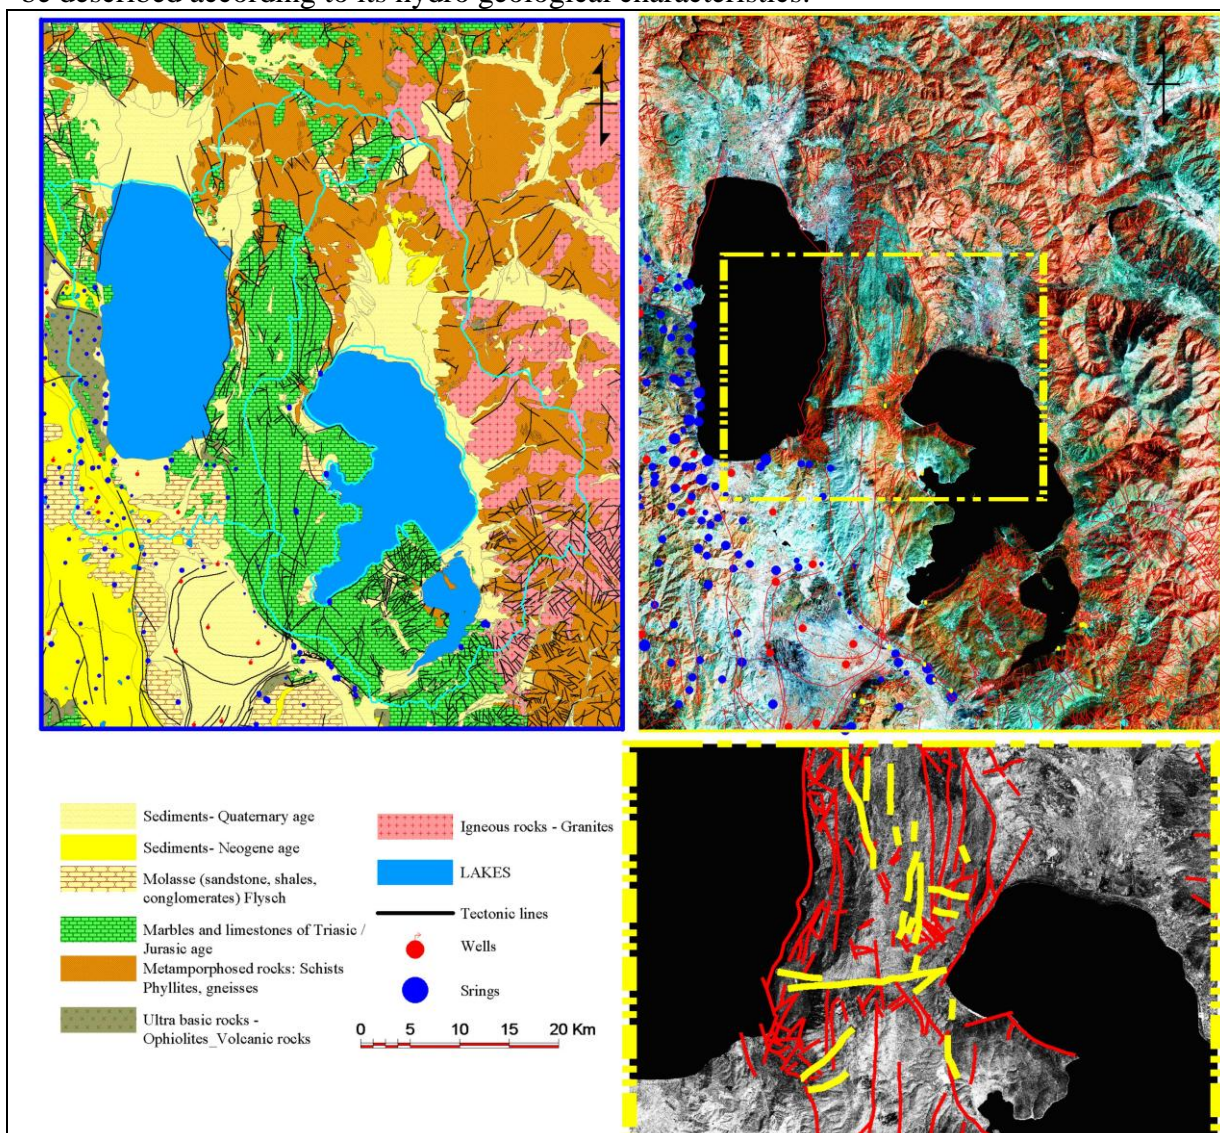 be described according to its hydro geological characteristics.
Sediments- Quaternary age
Sediments- Neogene age
Molasse (sandstone, shales,
conglomerates) Flysch
Marbles and limestones of Triasic /
Jurasic age
Metamporphosed rocks: Schists
Phyllites, gneisses
Ultra basic rocks -
Ophiolites_Volcanic rocks
Igneous rocks - Granites
LAKES
Tectonic lines
Wells
Srings
0 5 10 15 20 Km